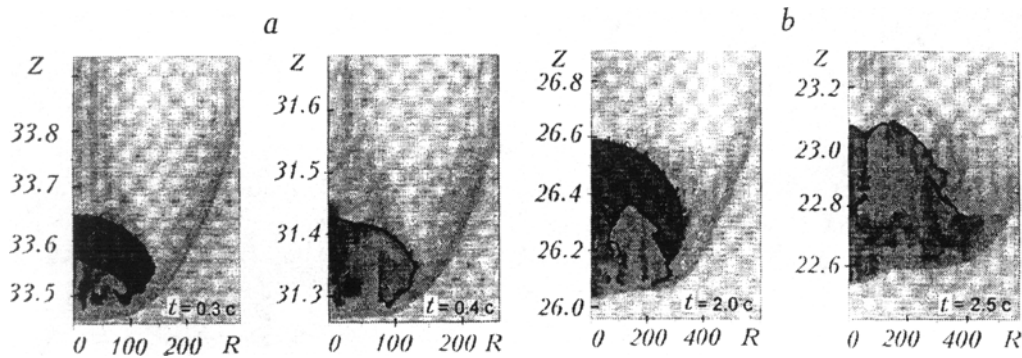 a
b
Z
33.8
33.7
33.6
33.5
t = 0.3 с
0 100 200 R
Z
31.6
31.5
31.4
31.3
t = 0.4 с
0 100 200 R
Z
26.8
26.6
26.4
26.2
26.0
t = 2.0 с
0 200 400 R
Z
23.2
23.0
22.8
22.6
t = 2.5 с
0 200 400 R